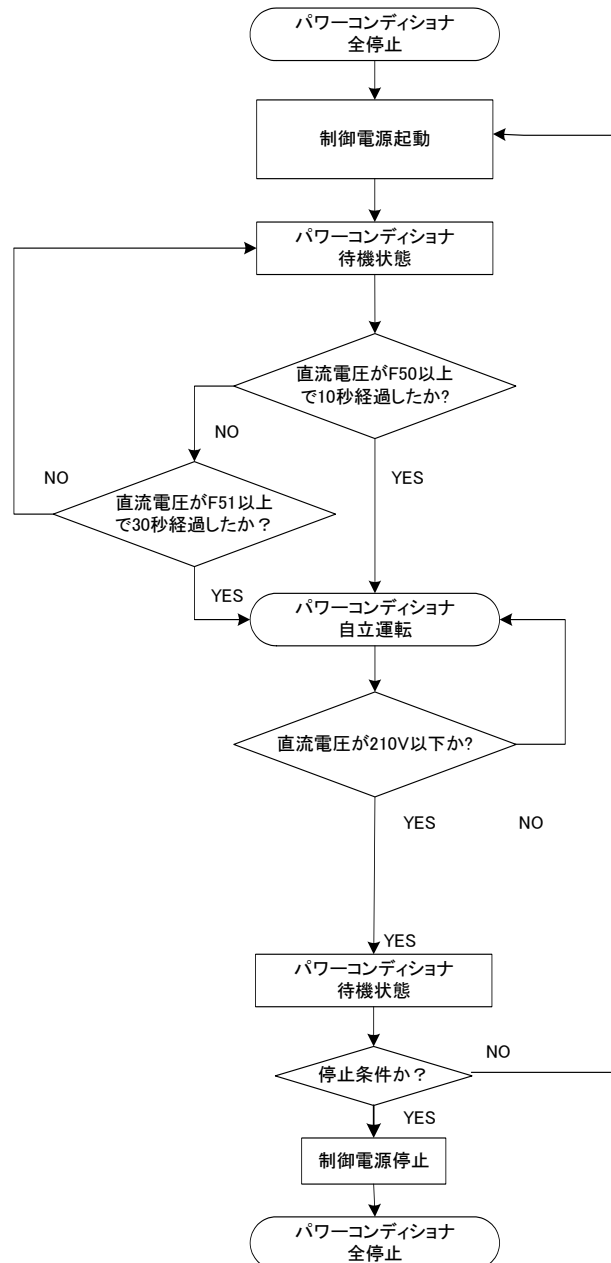 パワーコンディショナ
全停止
制御電源起動
パワーコンディショナ
待機状態
直流電圧がF50以上
で10秒経過したか?
NO
YES
NO
直流電圧がF51以上
で30秒経過したか？
YES
パワーコンディショナ
自立運転
直流電圧が210V以下か?
YES
NO
YES
パワーコンディショナ
待機状態
停止条件か？
NO
YES
制御電源停止
パワーコンディショナ
全停止